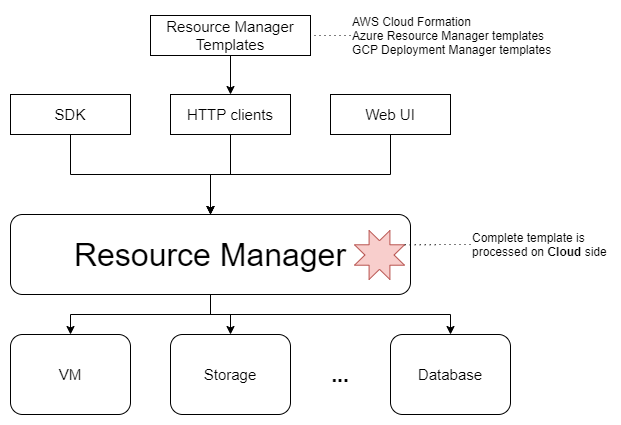 Resource Manager
Templates
AWS Cloud Formation
Azure Resource Manager templates
GCP Deployment Manager templates
SDK
HTTP clients
Web UI
Resource Manager
Complete template is
processed on Cloud side
VM
Storage
...
Database